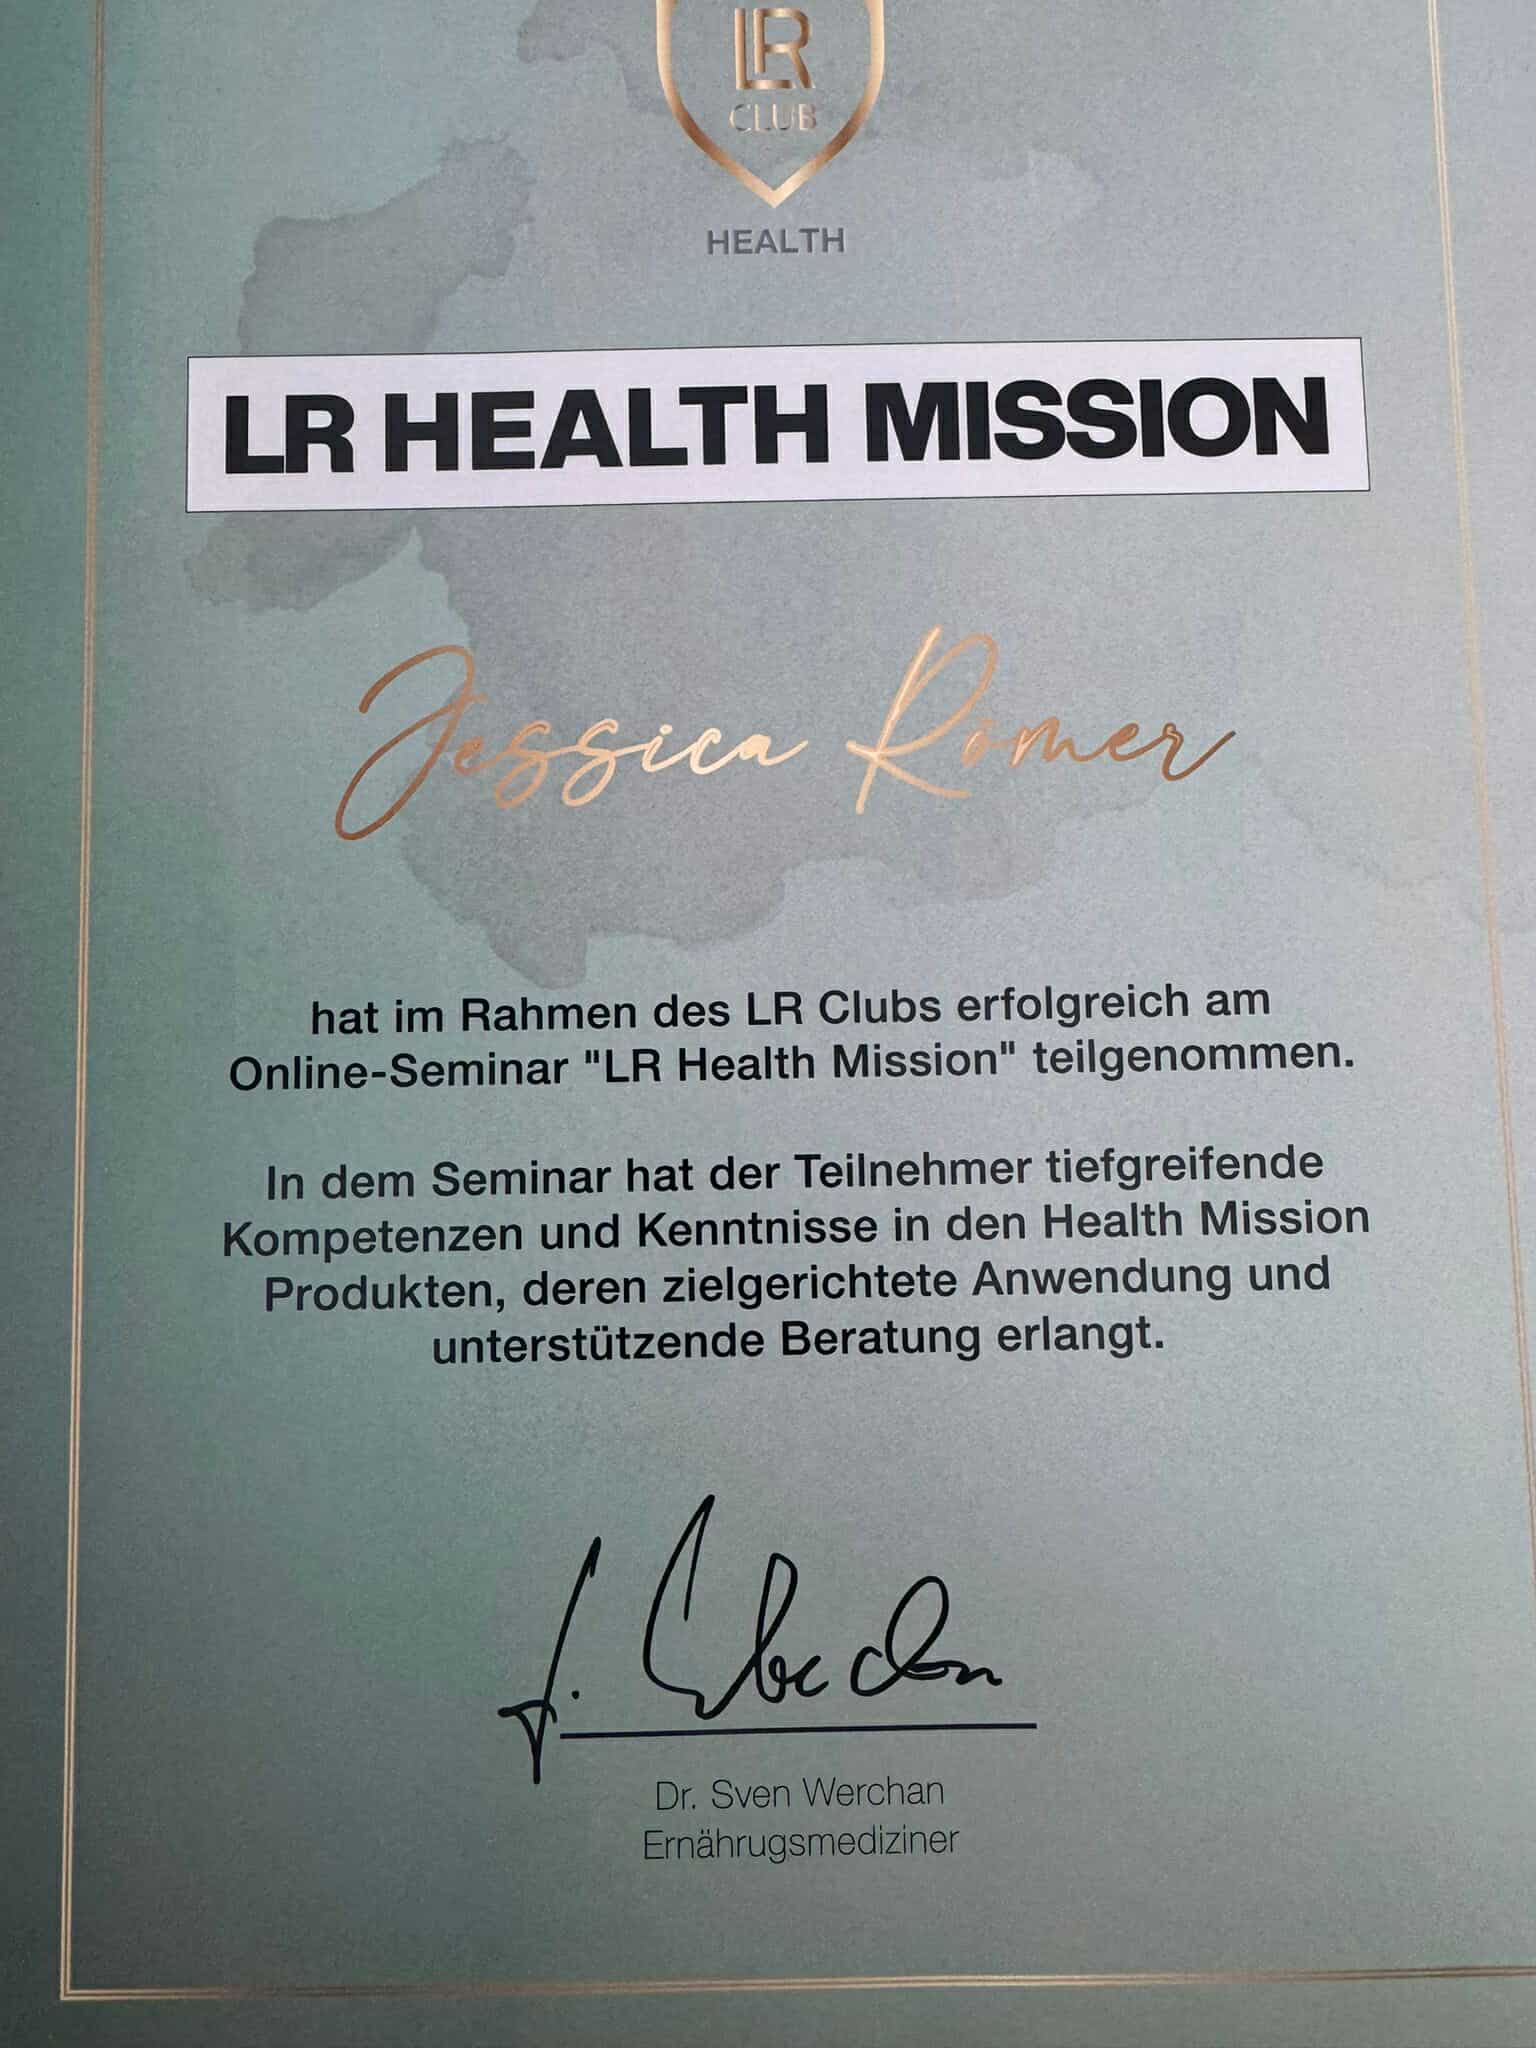 LR
CLUB
HEALTH
LR HEALTH MISSION
Jessica Römer
hat im Rahmen des LR Clubs erfolgreich am
Online-Seminar "LR Health Mission" teilgenommen.
In dem Seminar hat der Teilnehmer tiefgreifende
Kompetenzen und Kenntnisse in den Health Mission
Produkten, deren zielgerichtete Anwendung und
unterstützende Beratung erlangt.
Dr. Sven Werchan
Ernährugsmediziner